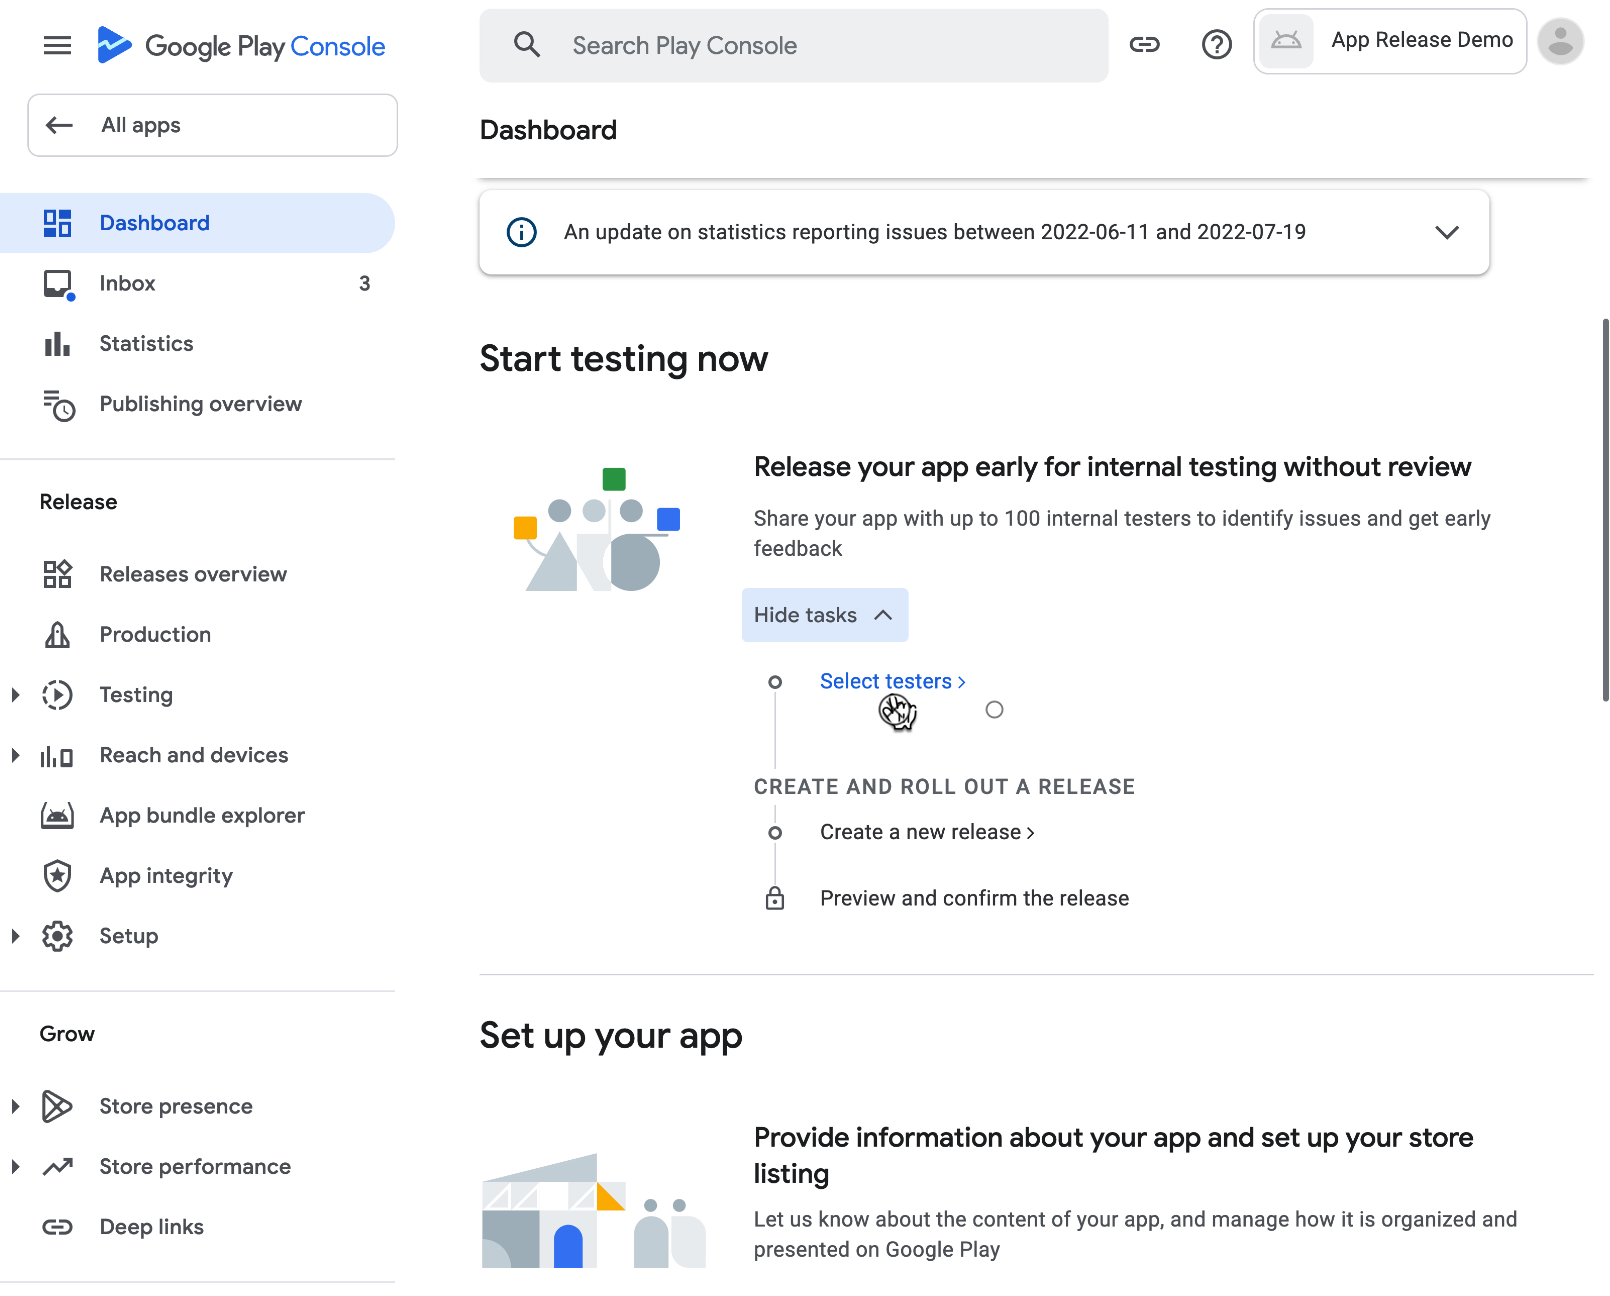 Google Play Console
Search Play Console
App Release Demo
All apps
Dashboard
Inbox 3
Statistics
Publishing overview
Release
Releases overview
Production
Testing
Reach and devices
App bundle explorer
App integrity
Setup
Grow
Store presence
Store performance
Deep links
Dashboard
An update on statistics reporting issues between 2022-06-11 and 2022-07-19
Start testing now
Release your app early for internal testing without review
Share your app with up to 100 internal testers to identify issues and get early
feedback
Hide tasks
Select testers
CREATE AND ROLL OUT A RELEASE
Create a new release
Preview and confirm the release
Set up your app
Provide information about your app and set up your store
listing
Let us know about the content of your app, and manage how it is organized and
presented on Google Play